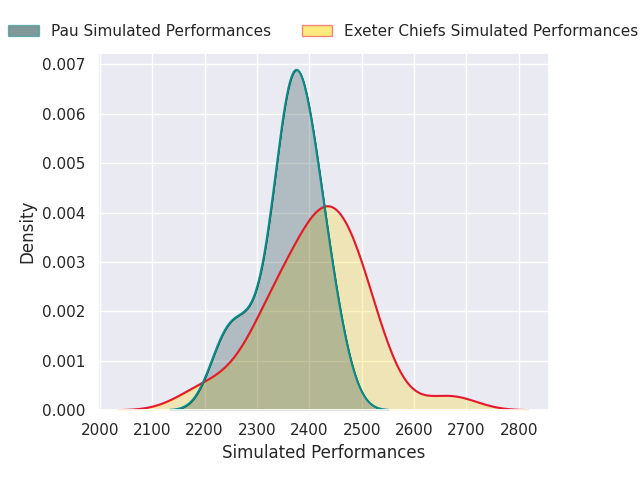 Pau Simulated Performances
Exeter Chiefs Simulated Performances
0.007
0.006
0.005
0.004
0.003
0.002
0.001
0.000
Density
2000 2100 2200 2300 2400 2500 2600 2700 2800
Simulated Performances